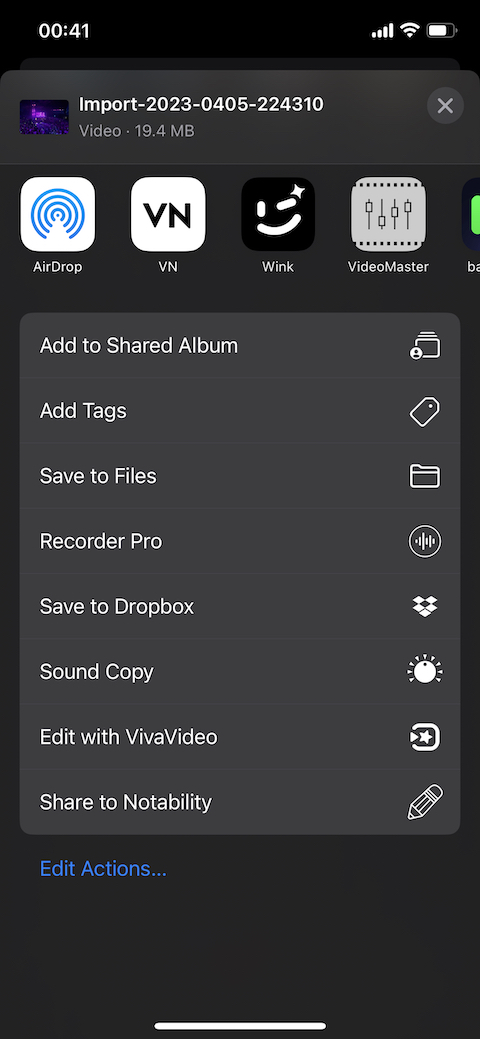 00:41
Import-2023-0405-224310
Video · 19.4 MB
VN
AirDrop
VN
Wink
VideoMaster
ba
Add to Shared Album
Add Tags
Save to Files
Recorder Pro
Save to Dropbox
Sound Copy
Edit with VivaVideo
Share to Notability
Edit Actions...